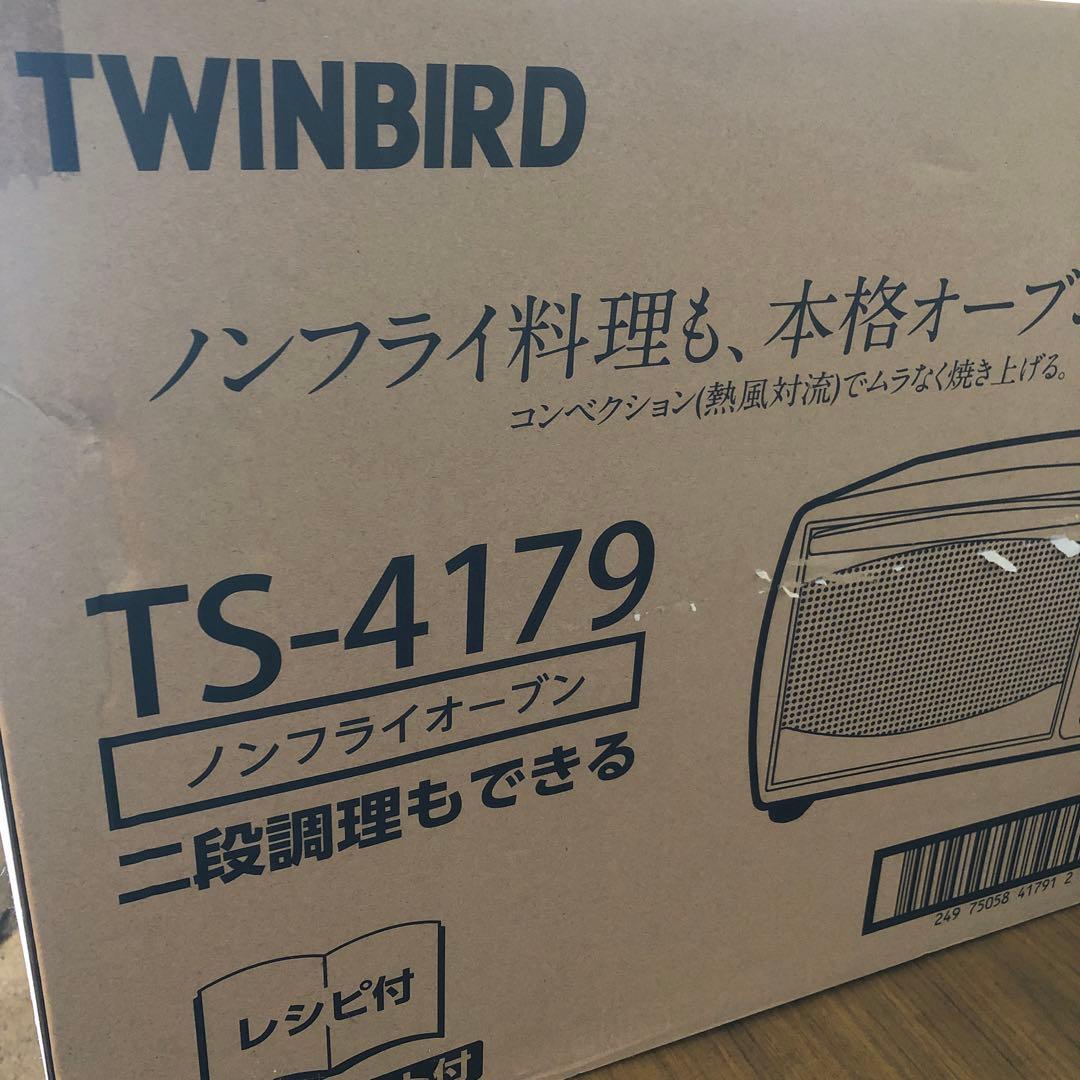 TWINBIRD
ノンフライ料理も、本格オーブン
コンベクション(熱風対流)でムラなく焼き上げる。
TS-4179
ノンフライオーブン
二段調理もできる
249 75058 41791 2
レシピ付
付